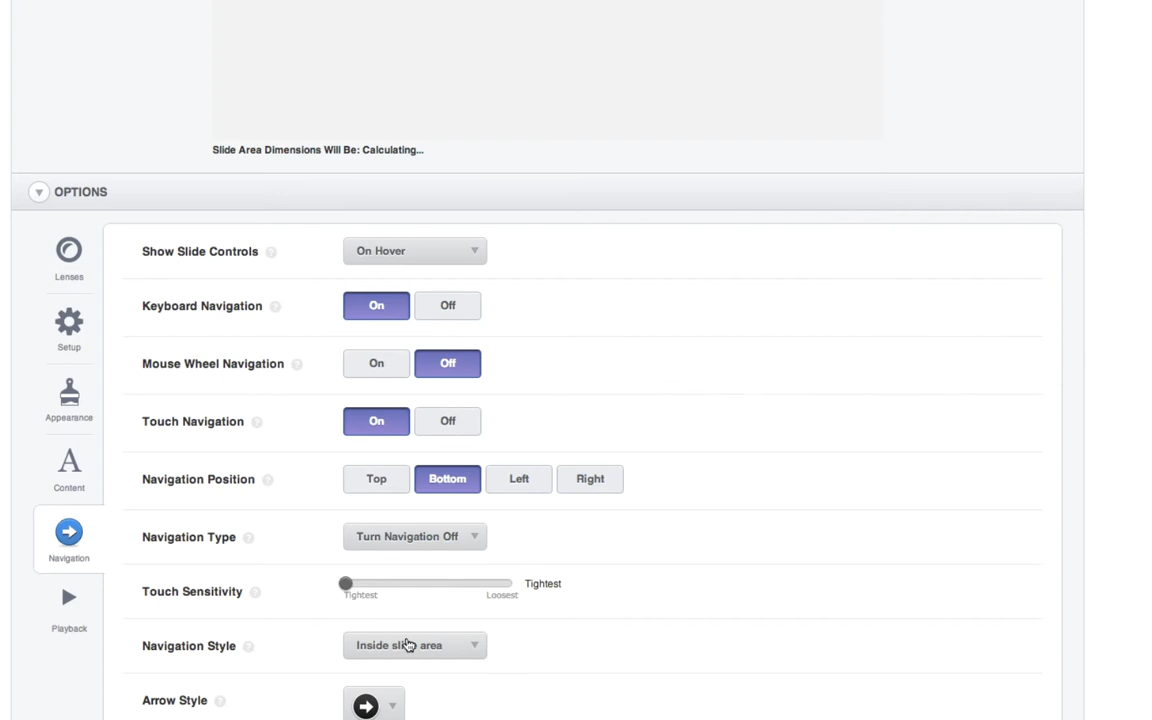 Slide Area Dimensions Will Be: Calculating...
OPTIONS
Lenses
Setup
Appearance
Content
Navigation
Playback
Show Slide Controls ? On Hover
Keyboard Navigation ? On Off
Mouse Wheel Navigation ? On Off
Touch Navigation ? On Off
Navigation Position ? Top Bottom Left Right
Navigation Type ? Turn Navigation Off
Touch Sensitivity ? Tightest
Tightest Loosest
Navigation Style ? Inside slide area
Arrow Style ?